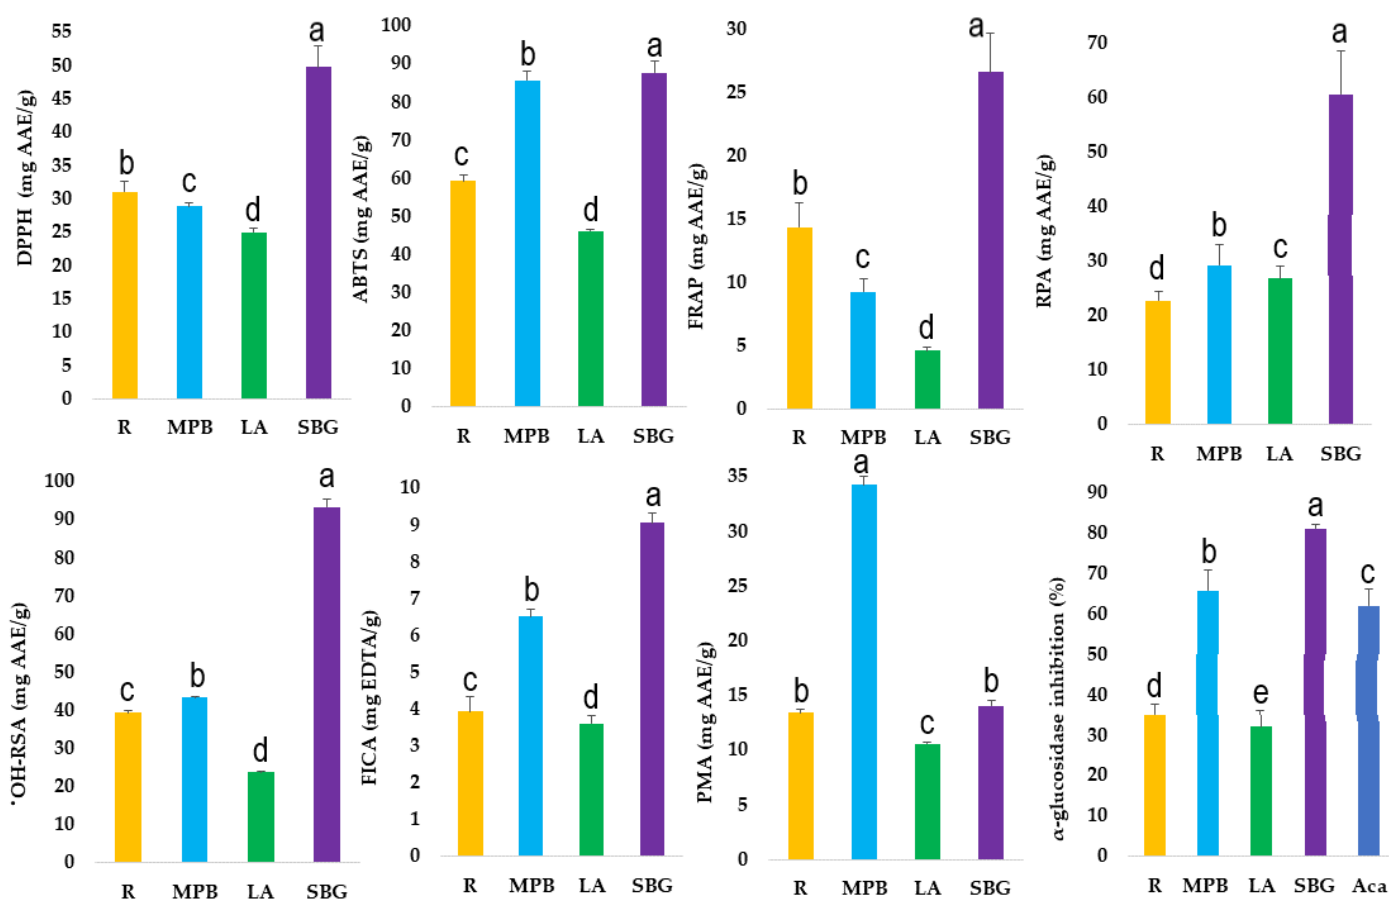 DPPH (mg AAE/g)
55
50
45
40
35
30
25
20
15
10
5
0
b
c
d
a
R MPB LA SBG
ABTS (mg AAE/g)
100
90
80
70
60
50
40
30
20
10
0
c
b
d
a
R MPB LA SBG
FRAP (mg AAE/g)
30
25
20
15
10
5
0
b
c
d
a
R MPB LA SBG
RPA (mg AAE/g)
70
60
50
40
30
20
10
0
d
b
c
a
R MPB LA SBG
•OH-RSA (mg AAE/g)
100
90
80
70
60
50
40
30
20
10
0
c
b
d
a
R MPB LA SBG
FICA (mg EDTA/g)
10
9
8
7
6
5
4
3
2
1
0
c
b
d
a
R MPB LA SBG
PMA (mg AAE/g)
35
30
25
20
15
10
5
0
b
a
c
b
R MPB LA SBG
α-glucosidase inhibition (%)
90
80
70
60
50
40
30
20
10
0
d
b
e
a
c
R MPB LA SBG Aca